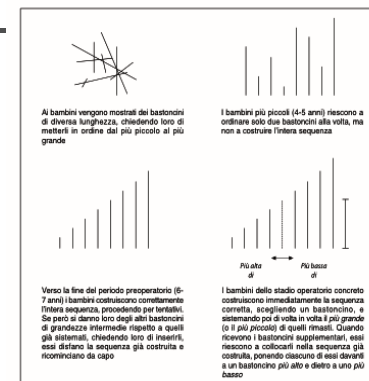 Ai bambini vengono mostrati dei bastoncini
di diversa lunghezza, chiedendo loro di
metterli in ordine dal più piccolo al più
grande
I bambini più piccoli (4-5 anni) riescono a
ordinare solo due bastoncini alla volta, ma
non a costruire l'intera sequenza
Verso la fine del periodo preoperatorio (6-
7 anni) i bambini costruiscono correttamente
l'intera sequenza, procedendo per tentativi.
Se però si danno loro degli altri bastoncini
di grandezze intermedie rispetto a quelli
già sistemati, chiedendo loro di inserirli,
essi disfano la sequenza già costruita e
ricominciano da capo
Più alta
di
Più bassa
di
I bambini dello stadio operatorio concreto
costruiscono immediatamente la sequenza
corretta, scegliendo un bastoncino, e
sistemando poi di volta in volta il più grande
(o il più piccolo) di quelli rimasti. Quando
ricevono i bastoncini supplementari, essi
riescono a collocarli nella sequenza già
costruita, ponendo ciascuno di essi davanti
a un bastoncino più alto e dietro a uno più
basso